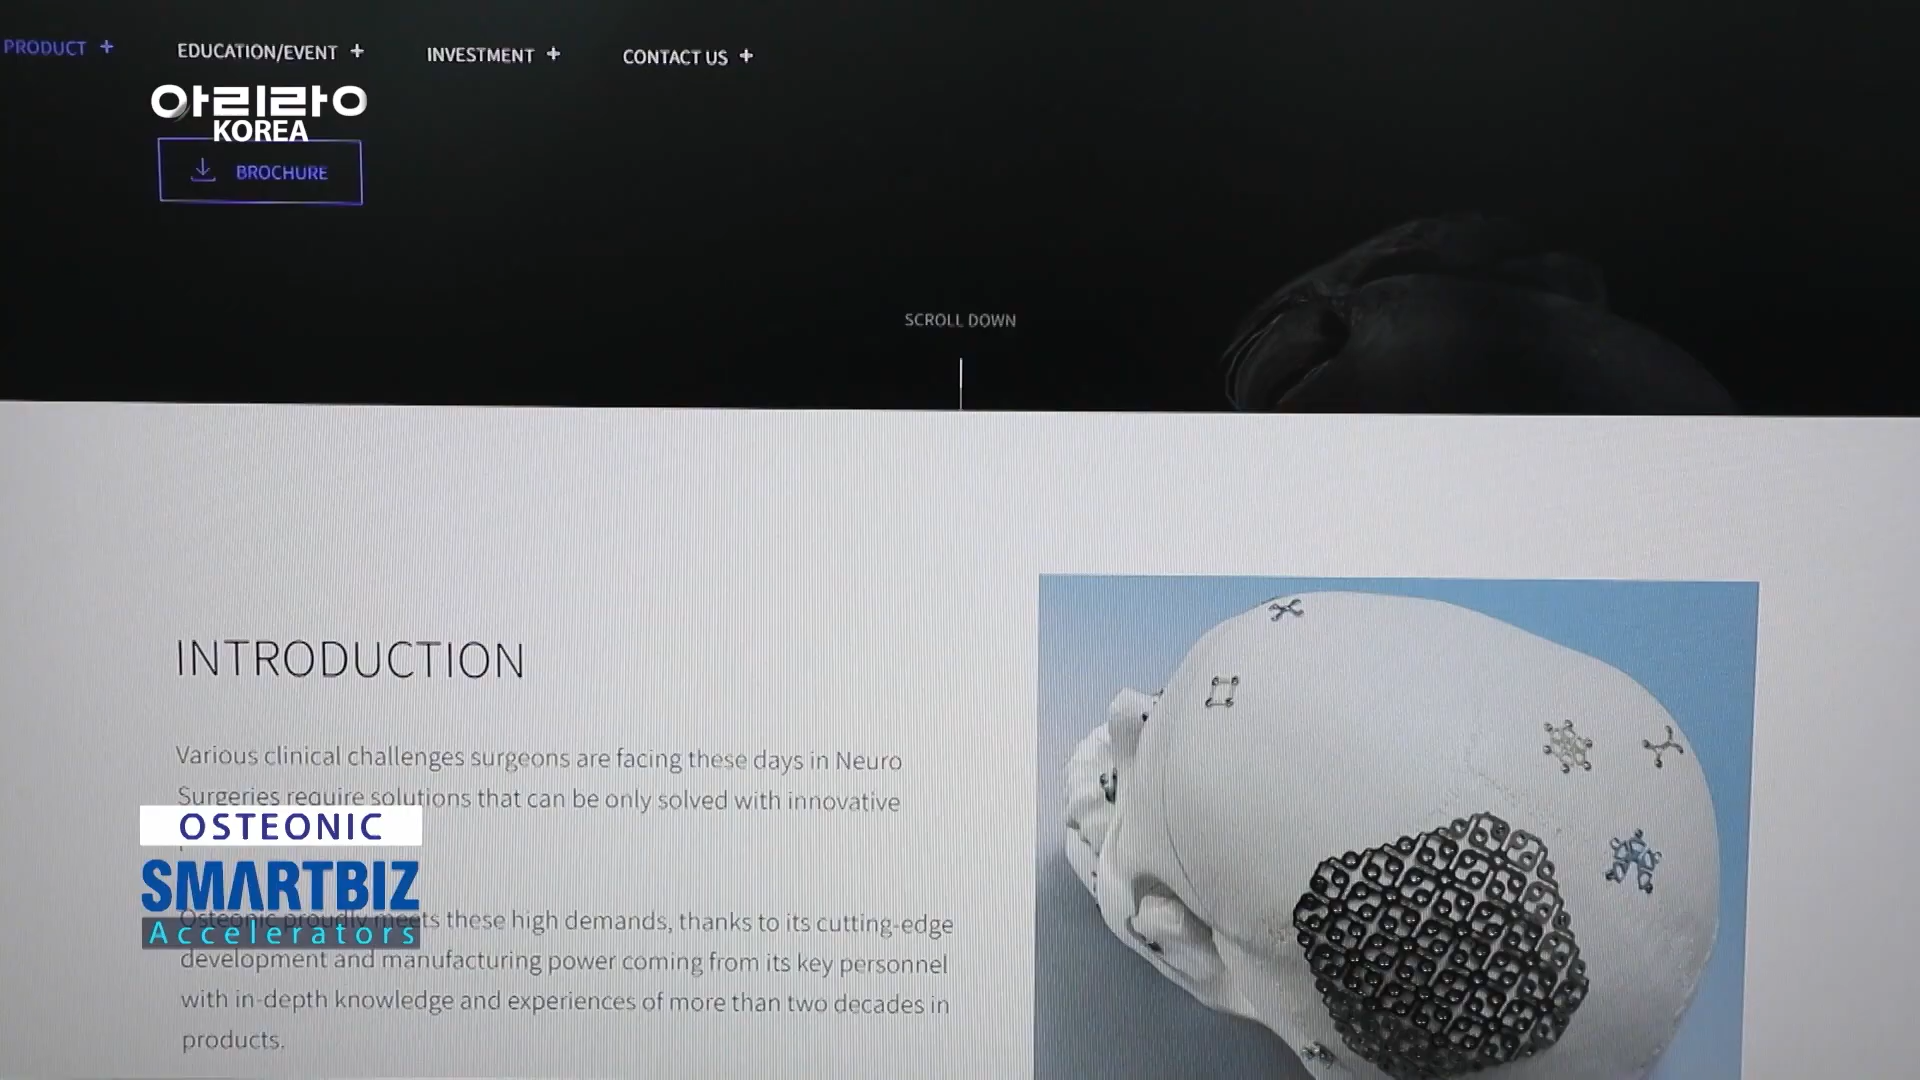 PRODUCT +
EDUCATION/EVENT +
INVESTMENT +
CONTACT US +
아리랑
KOREA
BROCHURE
SCROLL DOWN
INTRODUCTION
Various clinical challenges surgeons are facing these days in Neuro
Surgeries require solutions that can be only solved with innovative
OSTEONIC
SMARTBIZ
Accelerators
Osteonic proudly meets these high demands, thanks to its cutting-edge
development and manufacturing power coming from its key personnel
with in-depth knowledge and experiences of more than two decades in
products.